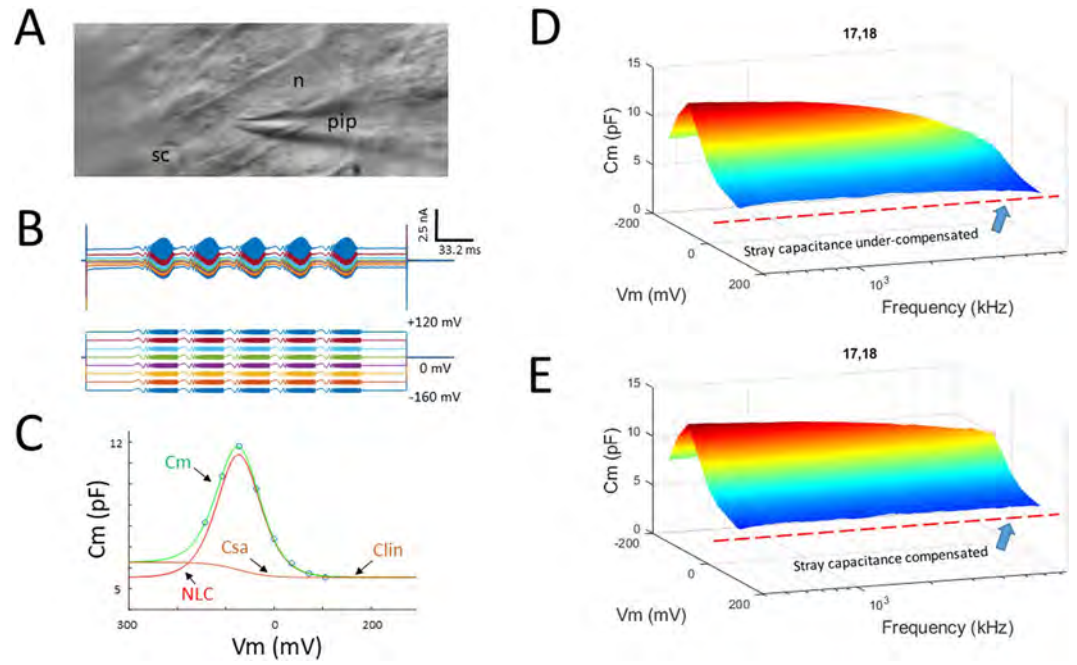 A
n
pip
sc
B
2.5 nA
33.2 ms
+120 mV
0 mV
-160 mV
C
12
Cm
Cm (pF)
Csa
Clin
5
NLC
300
0
200
Vm (mV)
D
17,18
15
10
5
0
Cm (pF)
-200
0
200
Vm (mV)
Stray capacitance under-compensated
10³
Frequency (kHz)
E
17,18
15
10
5
0
Cm (pF)
-200
0
200
Vm (mV)
Stray capacitance compensated
10³
Frequency (kHz)